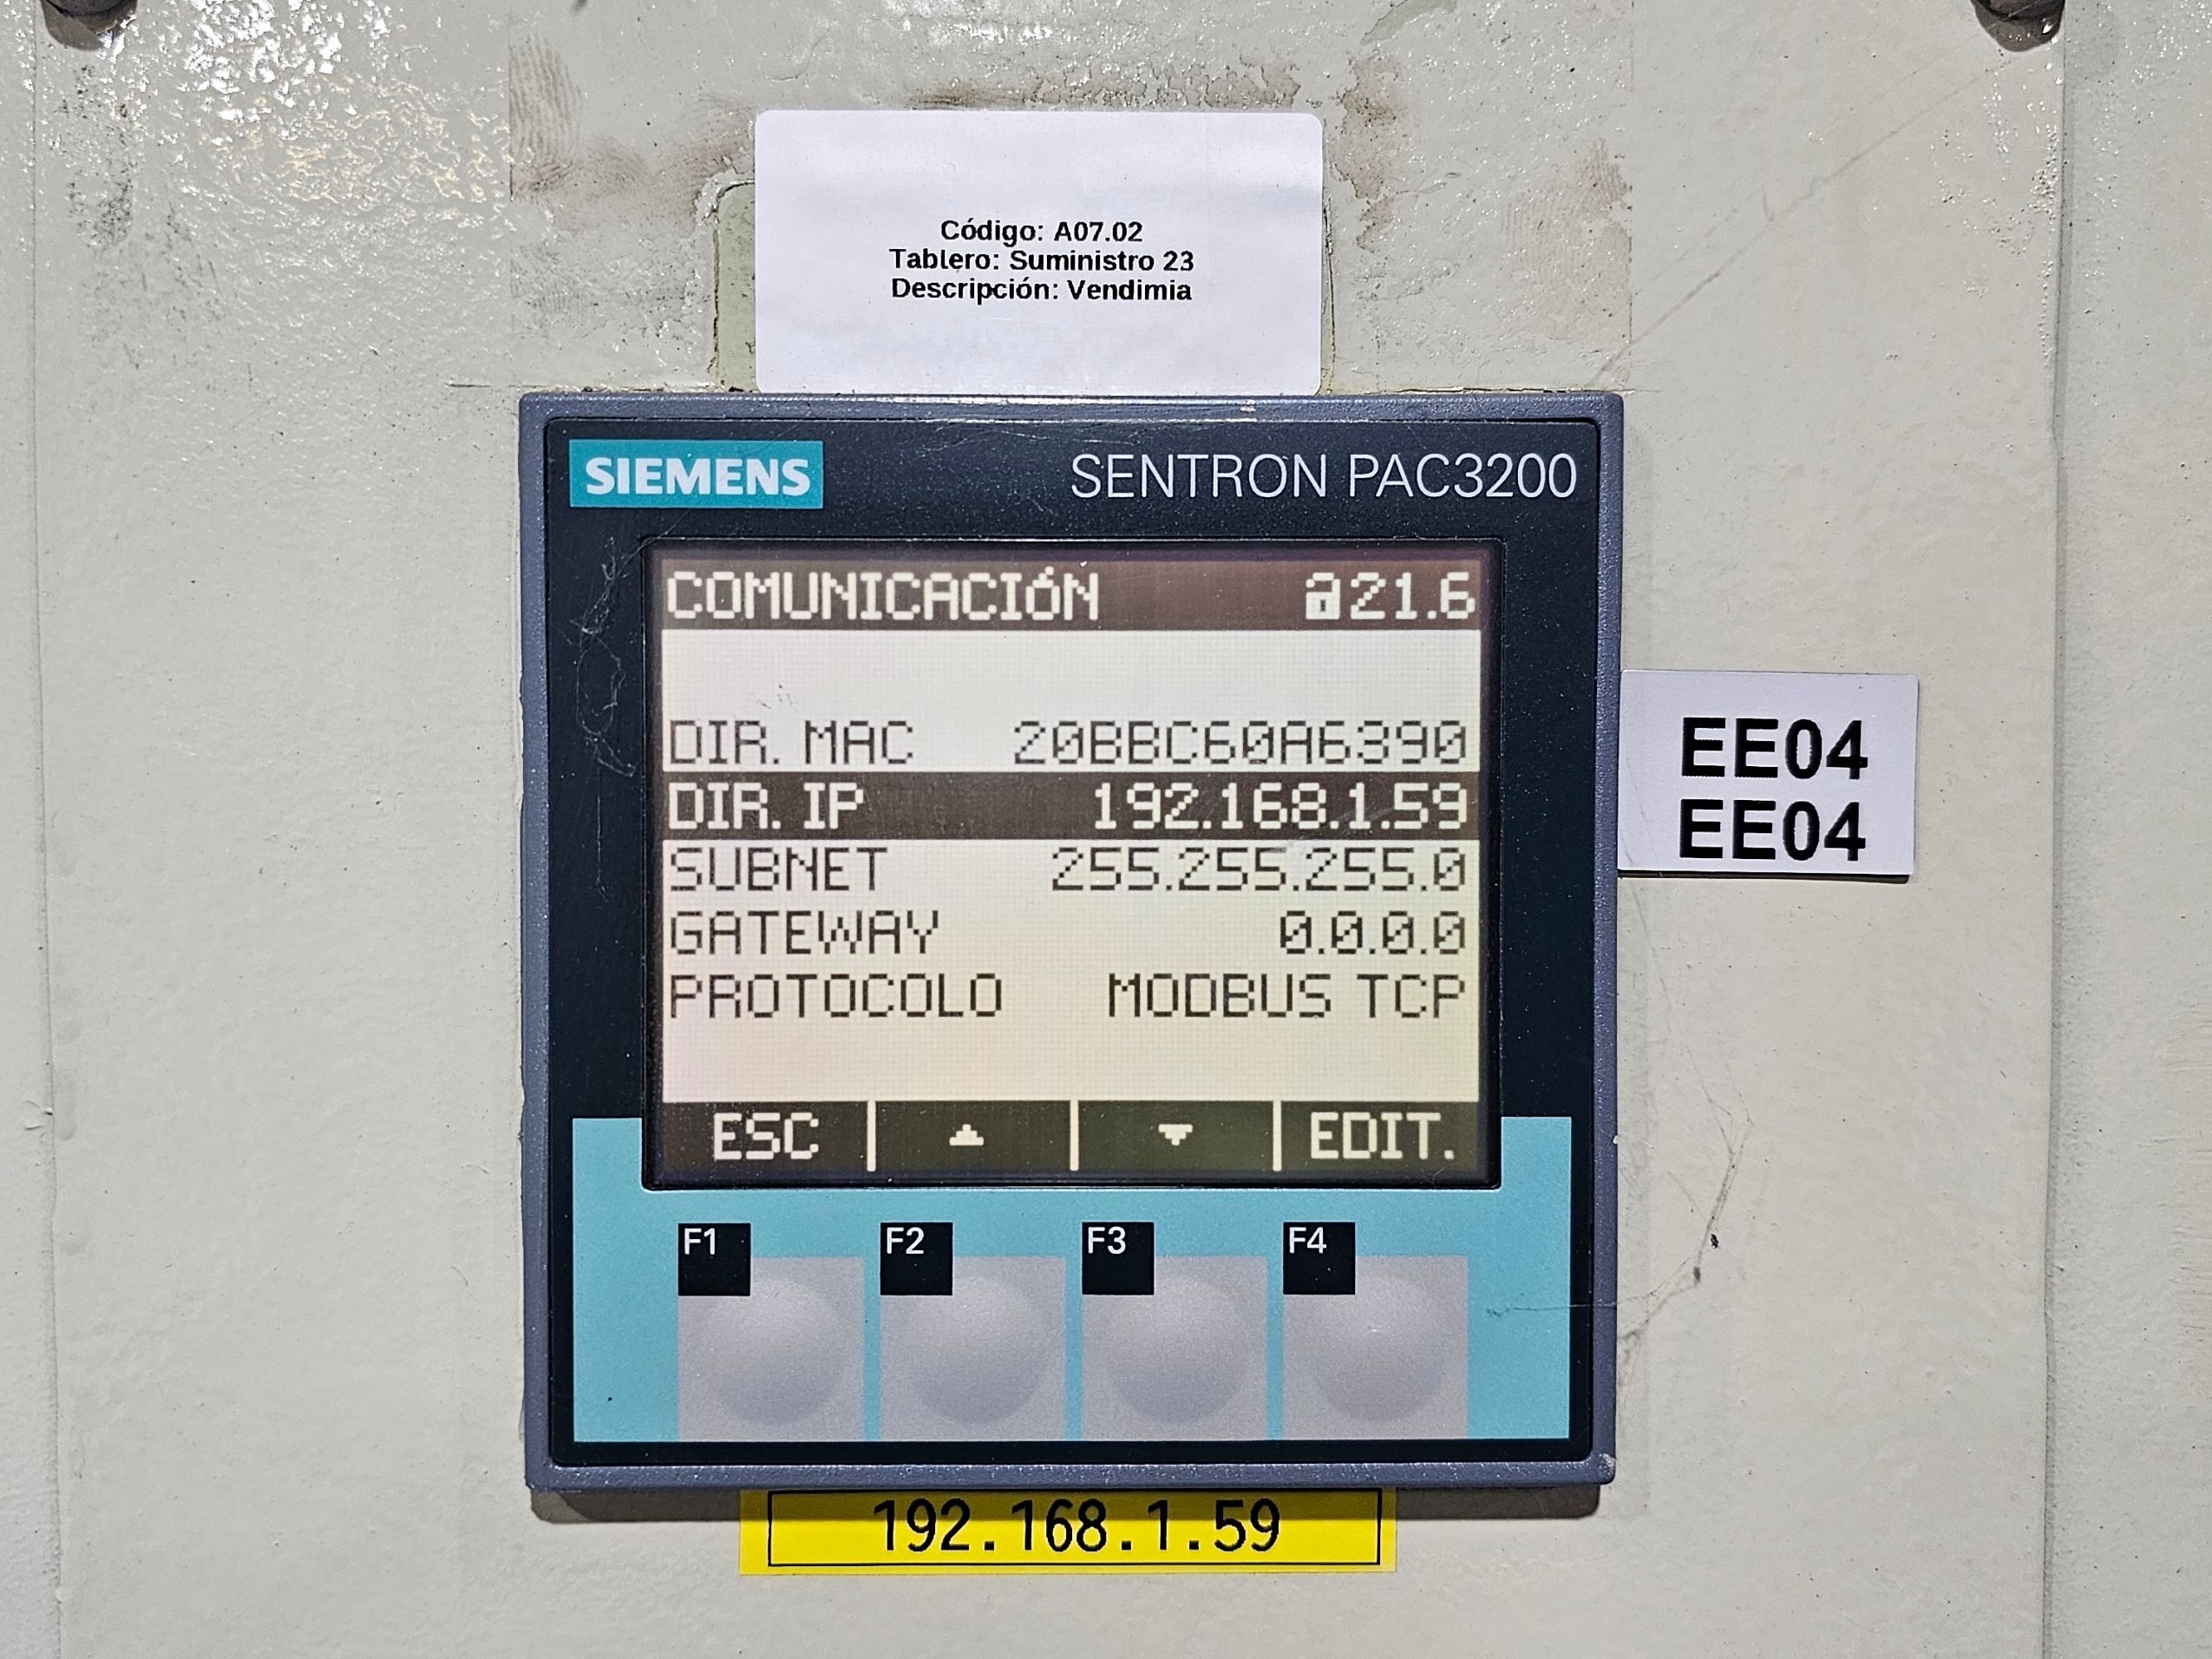 Código: A07.02
Tablero: Suministro 23
Descripción: Vendimia
SIEMENS SENTRON PAC3200
COMUNICACIÓN 21.6
DIR. MAC 20BBC60A6390
DIR. IP 192.168.1.59
SUBNET 255.255.255.0
GATEWAY 0.0.0.0
PROTOCOLO MODBUS TCP
ESC EDIT.
F1 F2 F3 F4
EE04
EE04
192.168.1.59